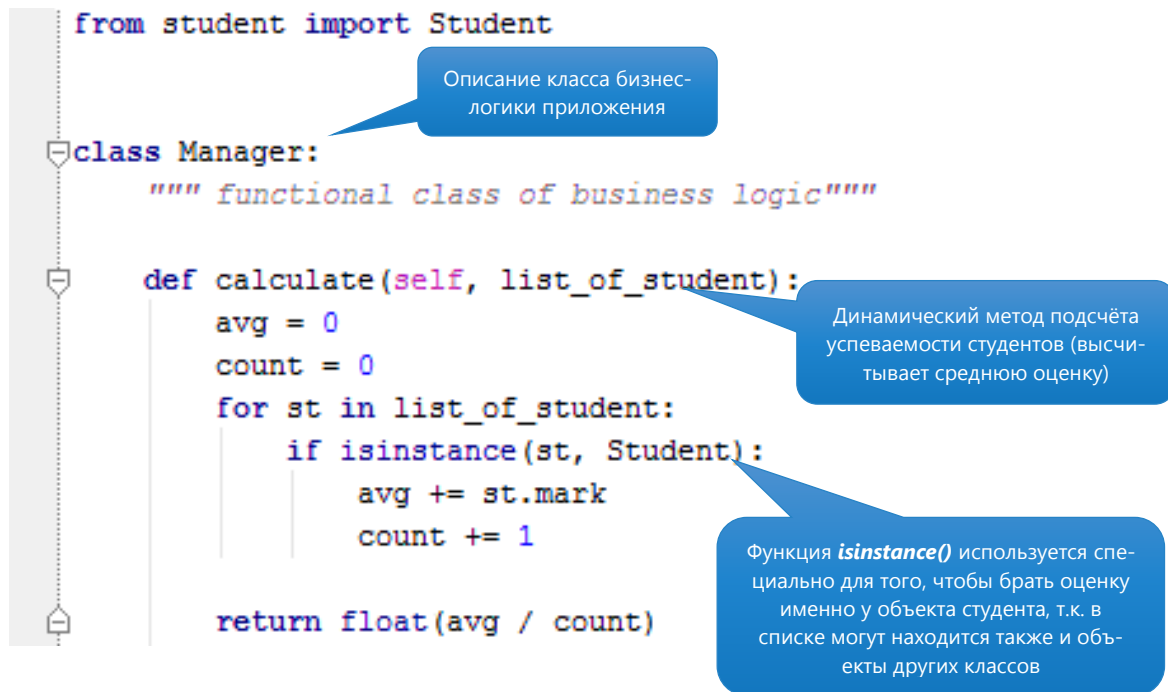 from student import Student
Описание класса бизнес-
логики приложения
class Manager:
""" functional class of business logic"""
def calculate(self, list_of_student):
Динамический метод подсчёта
успеваемости студентов (высчи-
тывает среднюю оценку)
avg = 0
count = 0
for st in list_of_student:
if isinstance(st, Student):
avg += st.mark
count += 1
Функция isinstance() используется спе-
циально для того, чтобы брать оценку
именно у объекта студента, т.к. в
списке могут находится также и объ-
екты других классов
return float(avg / count)